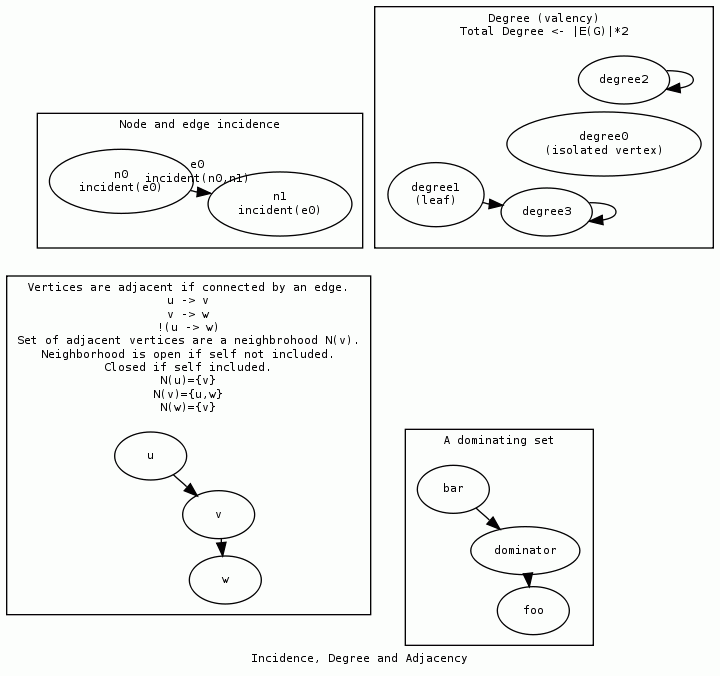 Degree (valency)
Total Degree <- |E(G)|*2
degree2
degree0
(isolated vertex)
degree1
(leaf)
degree3
Node and edge incidence
n0
incident(e0)
e0
incident(n0,n1)
n1
incident(e0)
Vertices are adjacent if connected by an edge.
u -> v
v -> w
!(u -> w)
Set of adjacent vertices are a neighbrohood N(v).
Neighborhood is open if self not included.
Closed if self included.
N(u)={v}
N(v)={u,w}
N(w)={v}
u
v
w
A dominating set
bar
dominator
foo
Incidence, Degree and Adjacency